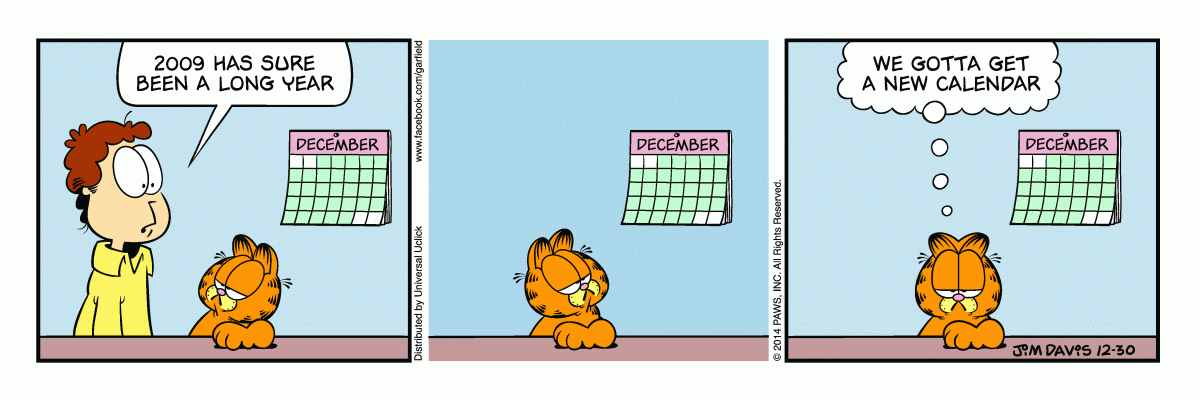 2009 HAS SURE
BEEN A LONG YEAR
DECEMBER
www.facebook.com/garfield
Distributed by Universal Uclick
DECEMBER
© 2014 PAWS, INC. All Rights Reserved.
WE GOTTA GET
A NEW CALENDAR
DECEMBER
JIM DAVIS 12-30